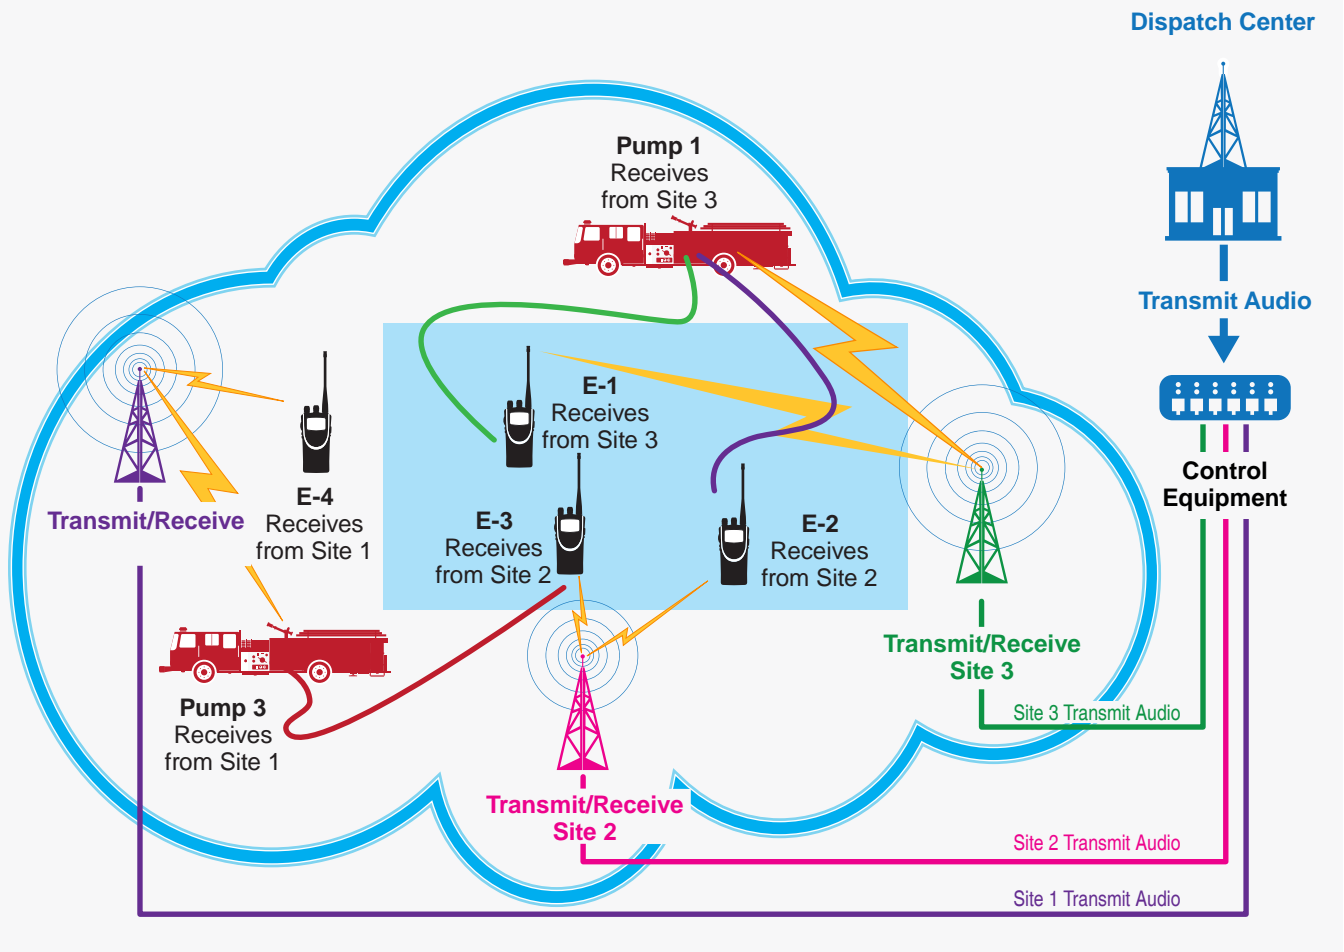 Dispatch Center
Pump 1
Receives
from Site 3
Transmit Audio
E-1
Receives
from Site 3
Control
Equipment
E-4
Receives
from Site 1
Transmit/Receive
E-3
Receives
from Site 2
E-2
Receives
from Site 2
Transmit/Receive
Site 3
Pump 3
Receives
from Site 1
Site 3 Transmit Audio
Transmit/Receive
Site 2
Site 2 Transmit Audio
Site 1 Transmit Audio